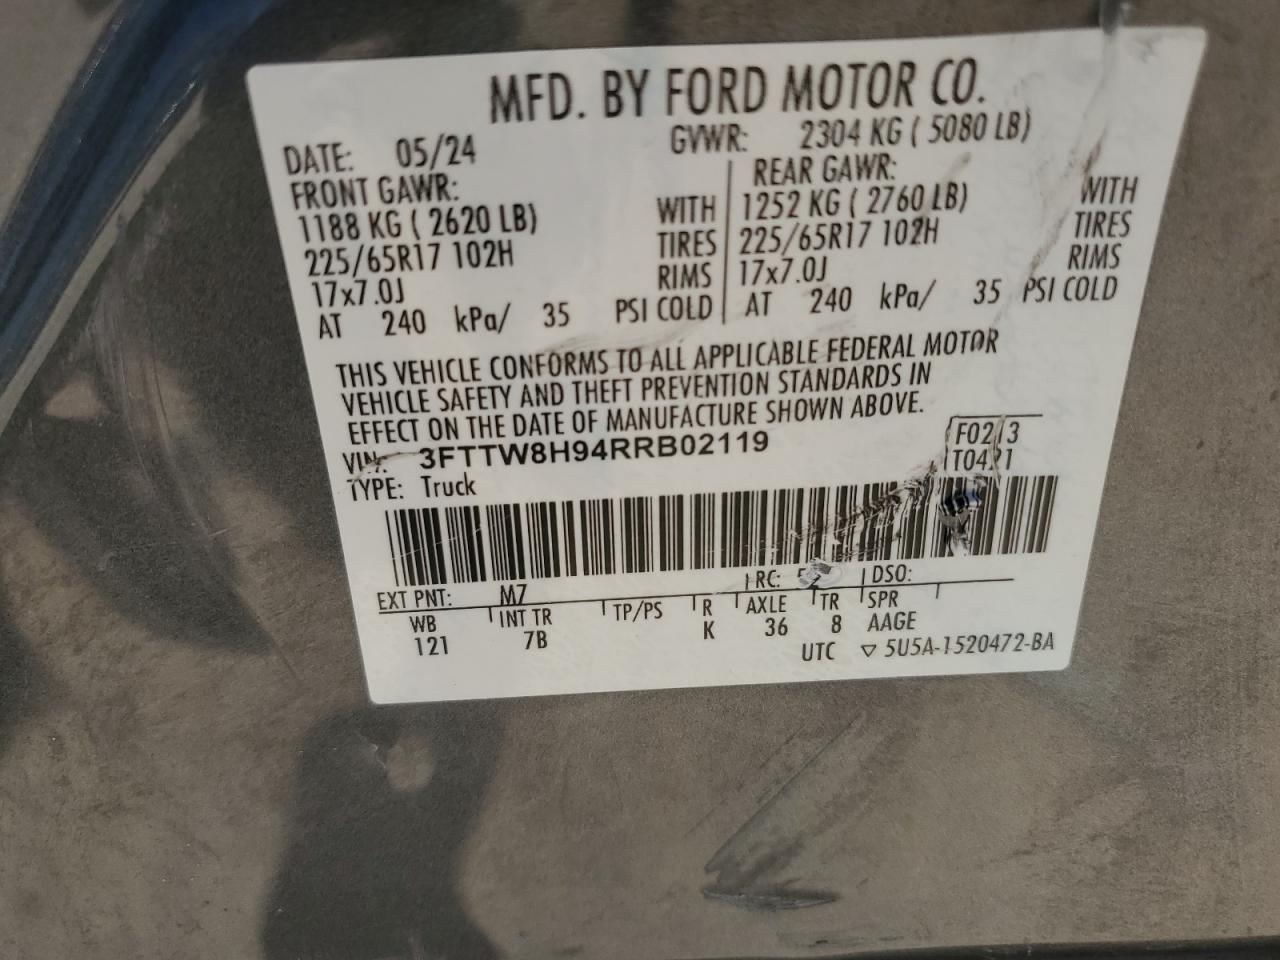 MFD. BY FORD MOTOR CO.
DATE: 05/24 GVWR: 2304 KG ( 5080 LB)
FRONT GAWR: REAR GAWR:
1188 KG ( 2620 LB) WITH 1252 KG ( 2760 LB) WITH
225/65R17 102H TIRES 225/65R17 102H TIRES
17x7.0J RIMS 17x7.0J RIMS
AT 240 kPa/ 35 PSI COLD AT 240 kPa/ 35 PSI COLD
THIS VEHICLE CONFORMS TO ALL APPLICABLE FEDERAL MOTOR
VEHICLE SAFETY AND THEFT PREVENTION STANDARDS IN
EFFECT ON THE DATE OF MANUFACTURE SHOWN ABOVE.
VIN: 3FTTW8H94RRB02119 F0213
TYPE: Truck T0421
EXT PNT: M7 RC: DSO:
WB INT TR TP/PS R AXLE TR SPR
121 7B K 36 8 AAGE
UTC ▽ 5U5A-1520472-BA